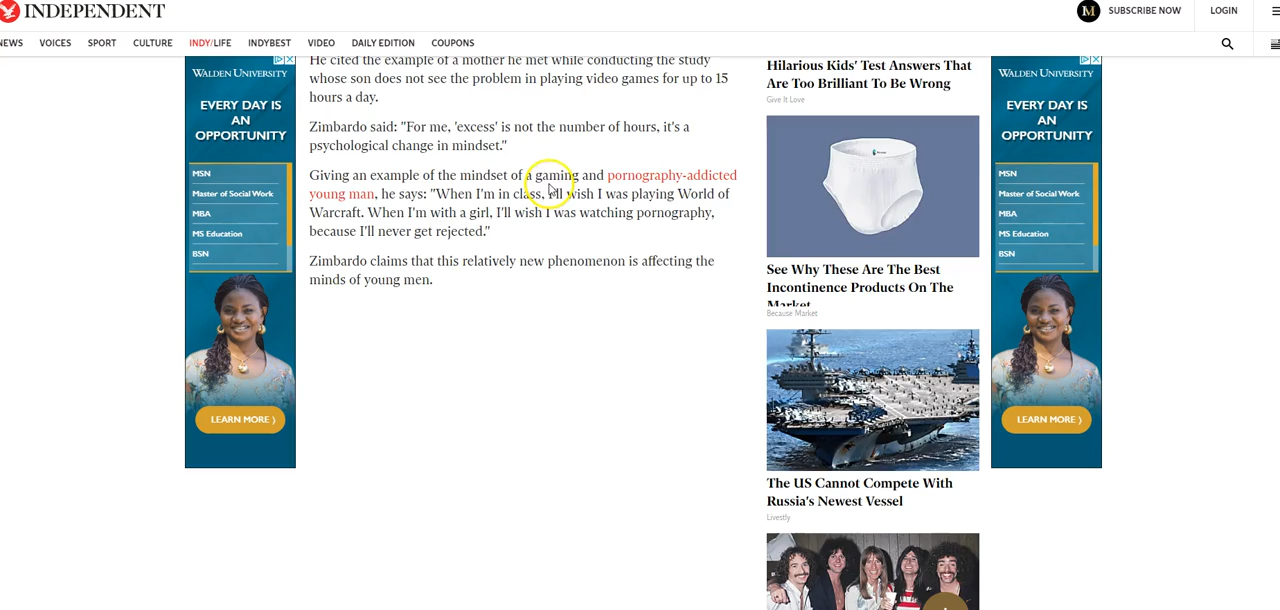 INDEPENDENT
SUBSCRIBE NOW
LOGIN
NEWS VOICES SPORT CULTURE INDY/LIFE INDYBEST VIDEO DAILY EDITION COUPONS
WALDEN UNIVERSITY
EVERY DAY IS
AN
OPPORTUNITY
MSN
Master of Social Work
MBA
MS Education
BSN
LEARN MORE ⟩
He cited the example of a mother he met while conducting the study
whose son does not see the problem in playing video games for up to 15
hours a day.
Zimbardo said: "For me, 'excess' is not the number of hours, it's a
psychological change in mindset."
Giving an example of the mindset of a gaming and pornography-addicted
young man, he says: "When I'm in class, I'll wish I was playing World of
Warcraft. When I'm with a girl, I'll wish I was watching pornography,
because I'll never get rejected."
Zimbardo claims that this relatively new phenomenon is affecting the
minds of young men.
Hilarious Kids' Test Answers That
Are Too Brilliant To Be Wrong
Give It Love
See Why These Are The Best
Incontinence Products On The
Market
Because Market
The US Cannot Compete With
Russia's Newest Vessel
Livestly
WALDEN UNIVERSITY
EVERY DAY IS
AN
OPPORTUNITY
MSN
Master of Social Work
MBA
MS Education
BSN
LEARN MORE ⟩